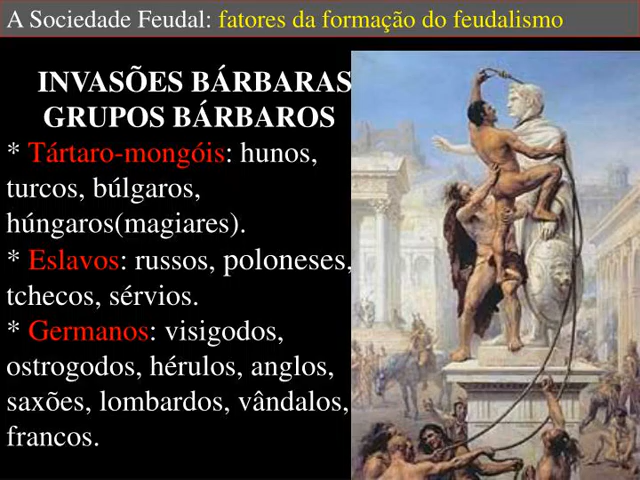 A Sociedade Feudal: fatores da formação do feudalismo
INVASÕES BÁRBARAS
GRUPOS BÁRBAROS
* Tártaro-mongóis: hunos,
turcos, búlgaros,
húngaros(magiares).
* Eslavos: russos, poloneses,
tchecos, sérvios.
* Germanos: visigodos,
ostrogodos, hérulos, anglos,
saxões, lombardos, vândalos,
francos.